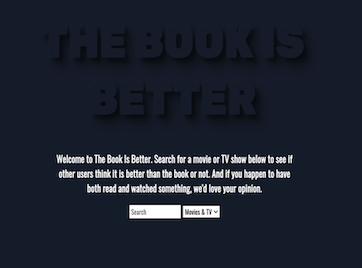 THE BOOK IS
BETTER
Welcome to The Book Is Better. Search for a movie or TV show below to see if
other users think it is better than the book or not. And if you happen to have
both read and watched something, we'd love your opinion.
Search Movies & TV